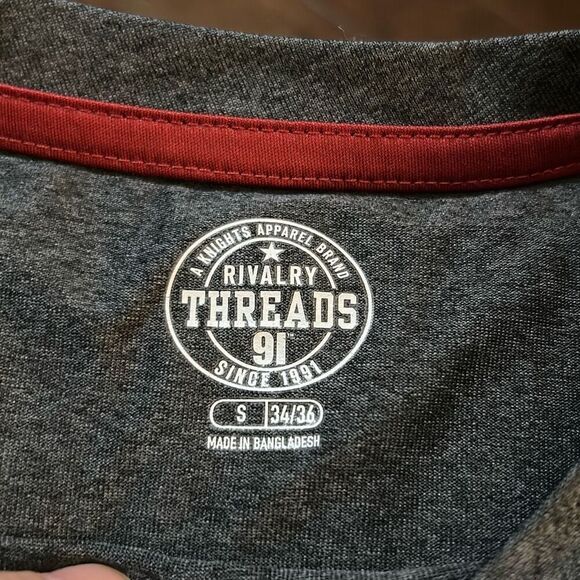 A KNIGHTS APPAREL BRAND
RIVALRY
THREADS
91
SINCE 1991
S 34/36
MADE IN BANGLADESH